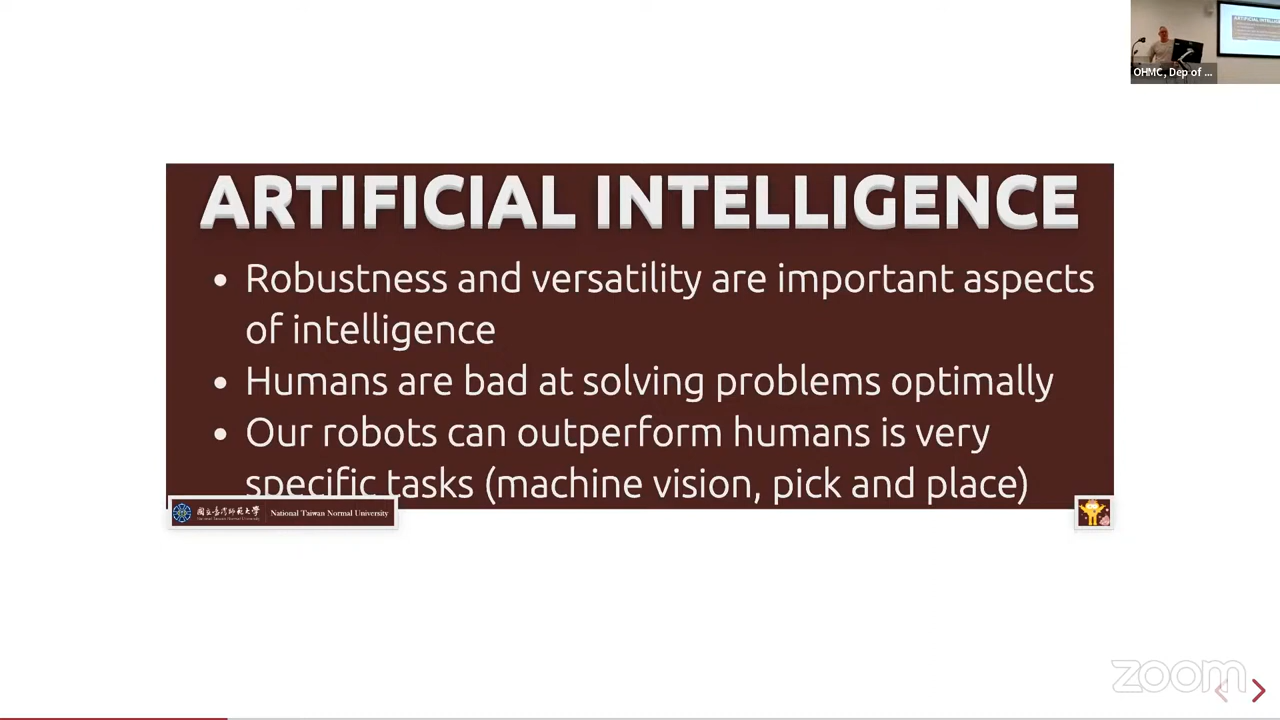 OHMC, Dep of ...
ARTIFICIAL INTELLIGENCE
• Robustness and versatility are important aspects
of intelligence
• Humans are bad at solving problems optimally
• Our robots can outperform humans is very
specific tasks (machine vision, pick and place)
國立臺灣師範大學
National Taiwan Normal University
zoom